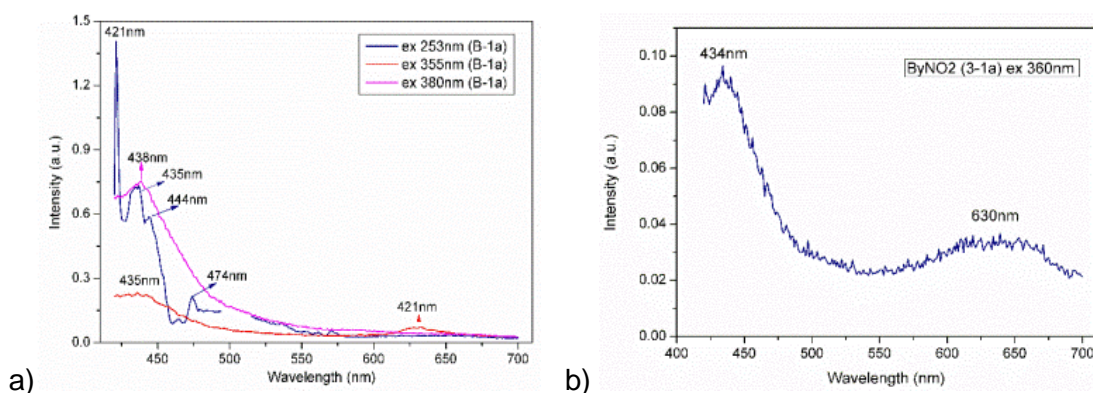 421nm
ex 253nm (B-1a)
ex 355nm (B-1a)
ex 380nm (B-1a)
438nm
435nm
444nm
474nm
435nm
421nm
1.5
1.2
0.9
0.6
0.3
0.0
Intensity (a.u.)
450 500 550 600 650 700
Wavelength (nm)
a)
434nm
ByNO2 (3-1a) ex 360nm
630nm
0.10
0.08
0.06
0.04
0.02
0.00
Intensity (a.u.)
400 450 500 550 600 650 700
Wavelength (nm)
b)